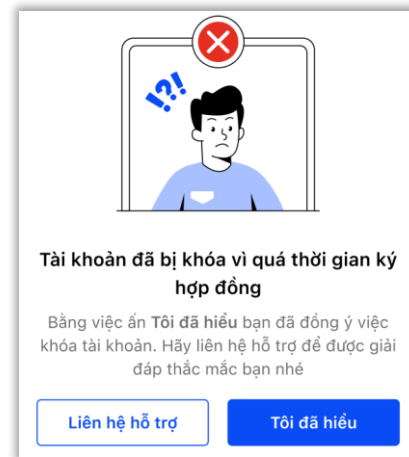 !?!
Tài khoản đã bị khóa vì quá thời gian ký
hợp đồng
Bằng việc ấn Tôi đã hiểu bạn đã đồng ý việc
khóa tài khoản. Hãy liên hệ hỗ trợ để được giải
đáp thắc mắc bạn nhé
Liên hệ hỗ trợ
Tôi đã hiểu